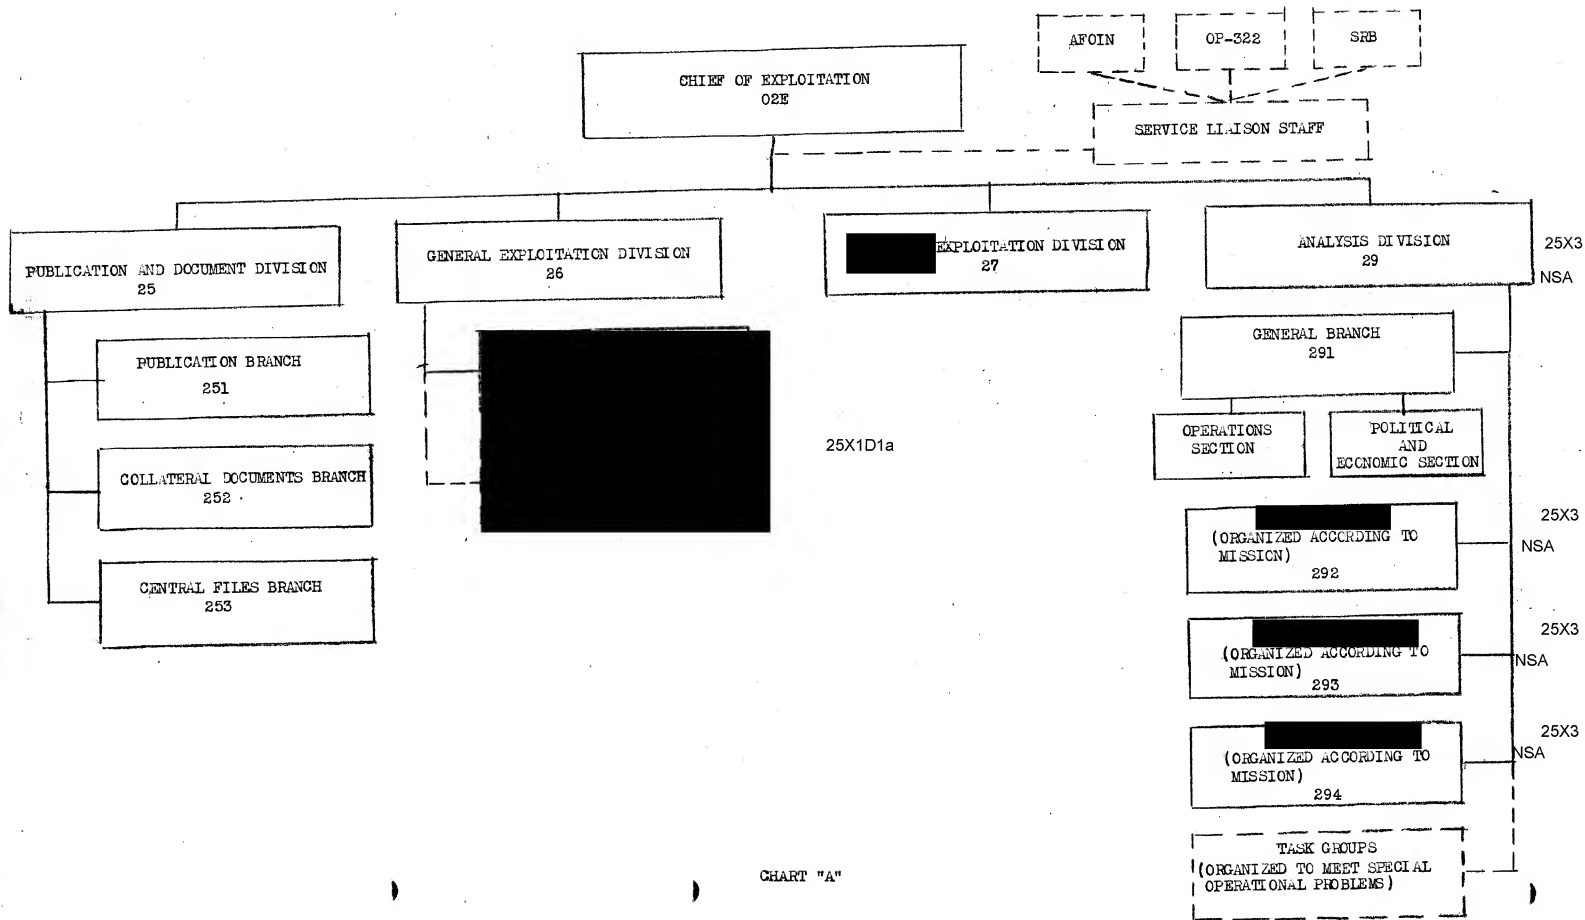 AFOIN
OP-322
SRB
CHIEF OF EXPLOITATION
02E
SERVICE LIAISON STAFF
PUBLICATION AND DOCUMENT DIVISION
25
GENERAL EXPLOITATION DIVISION
26
EXPLOITATION DIVISION
27
ANALYSIS DIVISION
29
25X3
NSA
PUBLICATION BRANCH
251
COLLATERAL DOCUMENTS BRANCH
252
CENTRAL FILES BRANCH
253
25X1D1a
GENERAL BRANCH
291
OPERATIONS
SECTION
POLITICAL
AND
ECONOMIC SECTION
(ORGANIZED ACCORDING TO
MISSION)
292
25X3
NSA
(ORGANIZED ACCORDING TO
MISSION)
293
25X3
NSA
(ORGANIZED ACCORDING TO
MISSION)
294
25X3
NSA
TASK GROUPS
(ORGANIZED TO MEET SPECIAL
OPERATIONAL PROBLEMS)
CHART "A"